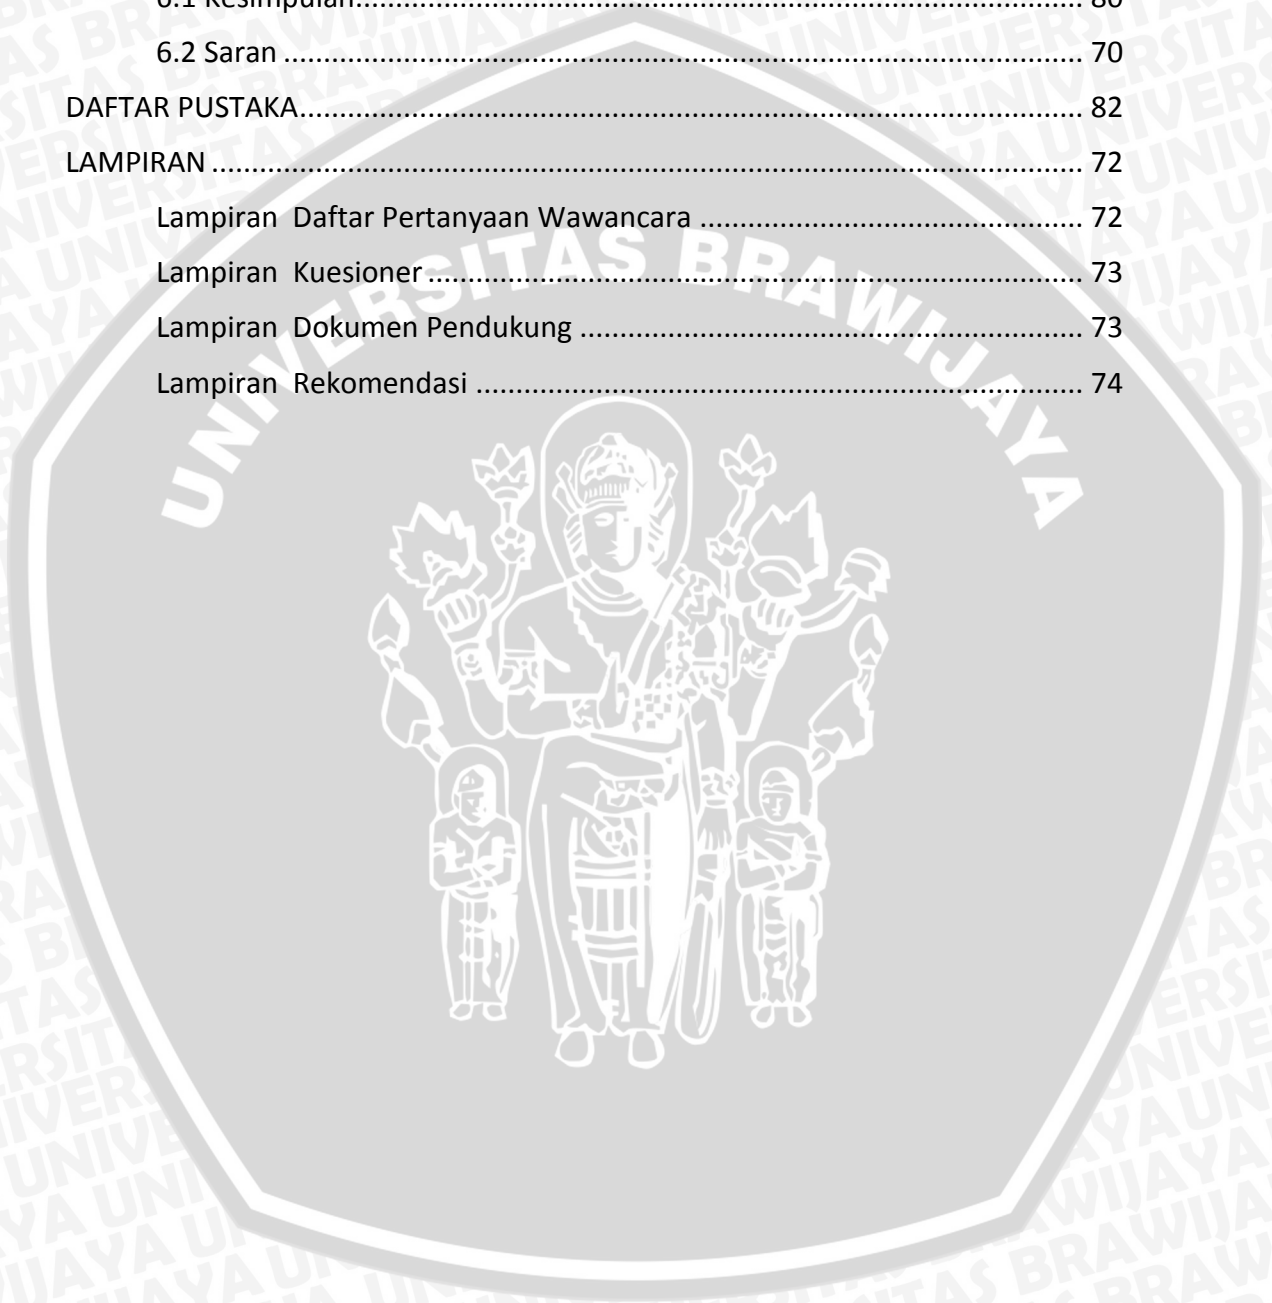 6.1 Kesimpulan................................................................................................ 80
6.2 Saran ..................................................................................................... 70
DAFTAR PUSTAKA.................................................................................................. 82
LAMPIRAN ............................................................................................................. 72
Lampiran  Daftar Pertanyaan Wawancara ................................................. 72
Lampiran  Kuesioner................................................................................... 73
Lampiran  Dokumen Pendukung ................................................................ 73
Lampiran  Rekomendasi ............................................................................. 74
UNIVERSITAS BRAWIJAYA